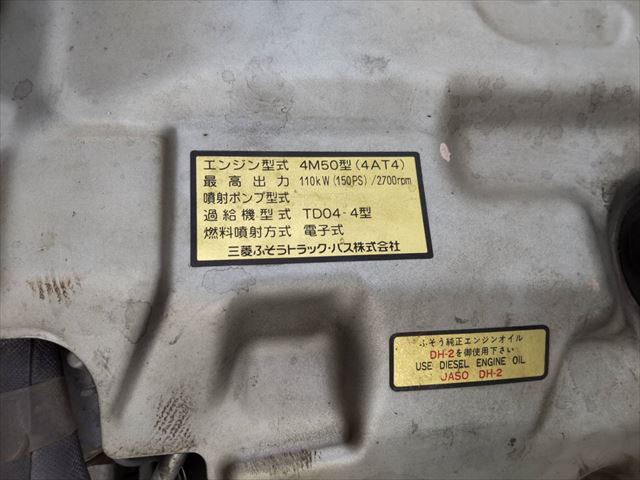 エンジン型式 4M50型(4AT4)
最高出力 110kW(150PS)/2700rpm
噴射ポンプ型式
過給機型式 TD04-4型
燃料噴射方式 電子式
三菱ふそうトラック・バス株式会社
ふそう純正エンジンオイル
DH-2を御使用下さい
USE DIESEL ENGINE OIL
JASO DH-2